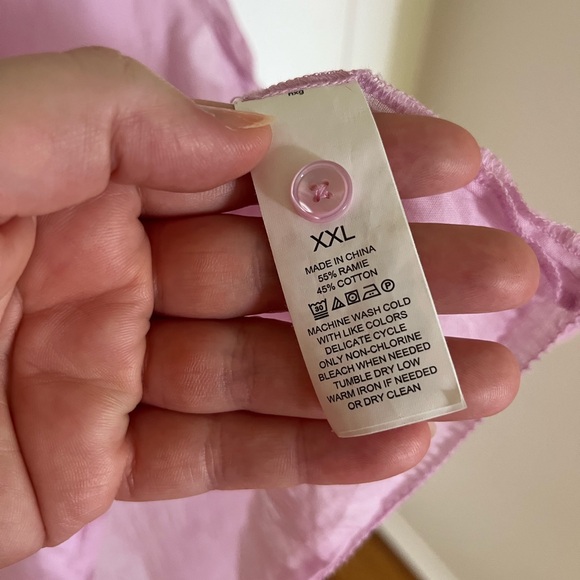 XXL
MADE IN CHINA
55% RAMIE
45% COTTON
30 P
MACHINE WASH COLD
WITH LIKE COLORS
DELICATE CYCLE
ONLY NON-CHLORINE
BLEACH WHEN NEEDED
TUMBLE DRY LOW
WARM IRON IF NEEDED
OR DRY CLEAN